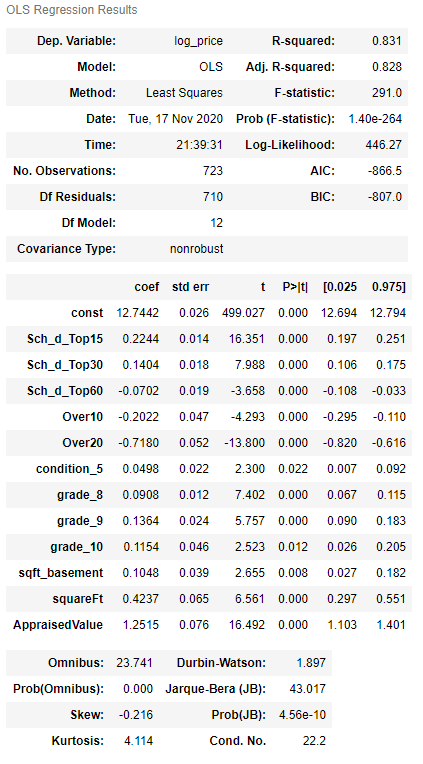 OLS Regression Results
Dep. Variable: log_price R-squared: 0.831
Model: OLS Adj. R-squared: 0.828
Method: Least Squares F-statistic: 291.0
Date: Tue, 17 Nov 2020 Prob (F-statistic): 1.40e-264
Time: 21:39:31 Log-Likelihood: 446.27
No. Observations: 723 AIC: -866.5
Df Residuals: 710 BIC: -807.0
Df Model: 12
Covariance Type: nonrobust
coef std err t P>|t| [0.025 0.975]
const 12.7442 0.026 499.027 0.000 12.694 12.794
Sch_d_Top15 0.2244 0.014 16.351 0.000 0.197 0.251
Sch_d_Top30 0.1404 0.018 7.988 0.000 0.106 0.175
Sch_d_Top60 -0.0702 0.019 -3.658 0.000 -0.108 -0.033
Over10 -0.2022 0.047 -4.293 0.000 -0.295 -0.110
Over20 -0.7180 0.052 -13.800 0.000 -0.820 -0.616
condition_5 0.0498 0.022 2.300 0.022 0.007 0.092
grade_8 0.0908 0.012 7.402 0.000 0.067 0.115
grade_9 0.1364 0.024 5.757 0.000 0.090 0.183
grade_10 0.1154 0.046 2.523 0.012 0.026 0.205
sqft_basement 0.1048 0.039 2.655 0.008 0.027 0.182
squareFt 0.4237 0.065 6.561 0.000 0.297 0.551
AppraisedValue 1.2515 0.076 16.492 0.000 1.103 1.401
Omnibus: 23.741 Durbin-Watson: 1.897
Prob(Omnibus): 0.000 Jarque-Bera (JB): 43.017
Skew: -0.216 Prob(JB): 4.56e-10
Kurtosis: 4.114 Cond. No. 22.2